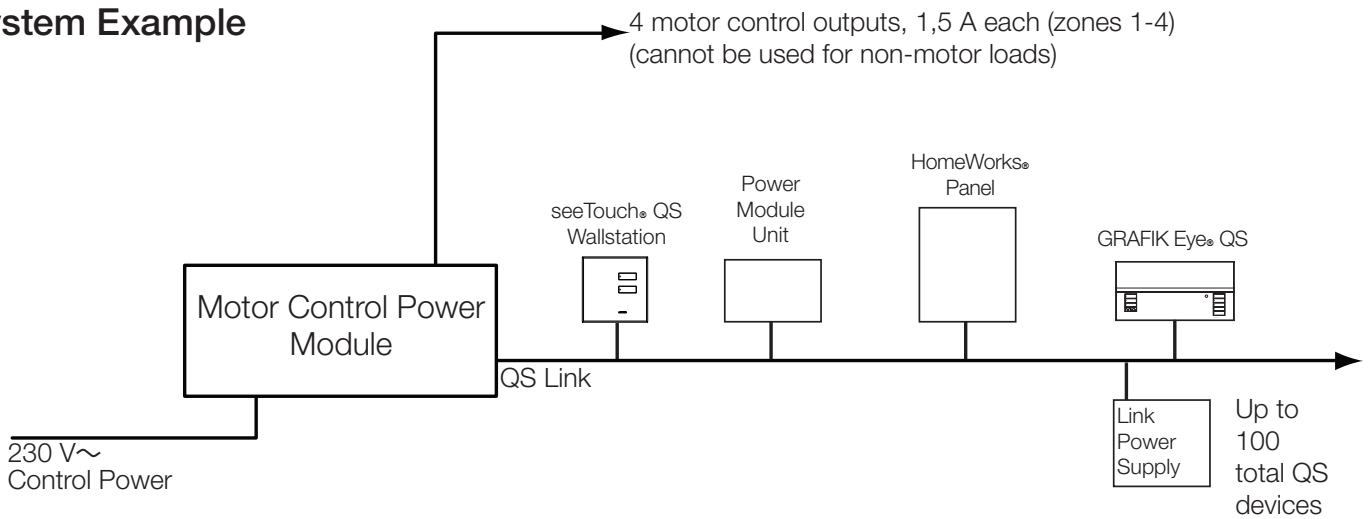 ystem Example
4 motor control outputs, 1,5 A each (zones 1-4)
(cannot be used for non-motor loads)
HomeWorks®
Panel
Power
Module
Unit
seeTouch® QS
Wallstation
GRAFIK Eye® QS
Motor Control Power
Module
QS Link
230 V~
Control Power
Link
Power
Supply
Up to
100
total QS
devices